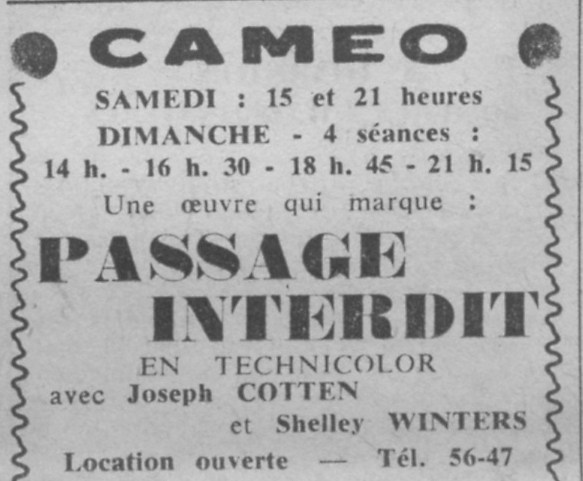 CAMEO
SAMEDI : 15 et 21 heures
DIMANCHE - 4 séances :
14 h. - 16 h. 30 - 18 h. 45 - 21 h. 15
Une œuvre qui marque :
PASSAGE
INTERDIT
EN TECHNICOLOR
avec Joseph COTTEN
et Shelley WINTERS
Location ouverte — Tél. 56-47